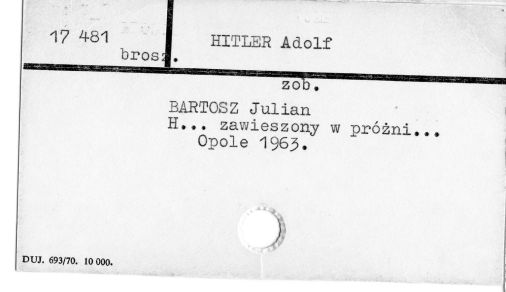 17 481
brosz.
HITLER Adolf
zob.
BARTOSZ Julian
H... zawieszony w próżni...
Opole 1963.
DUJ. 693/70. 10 000.